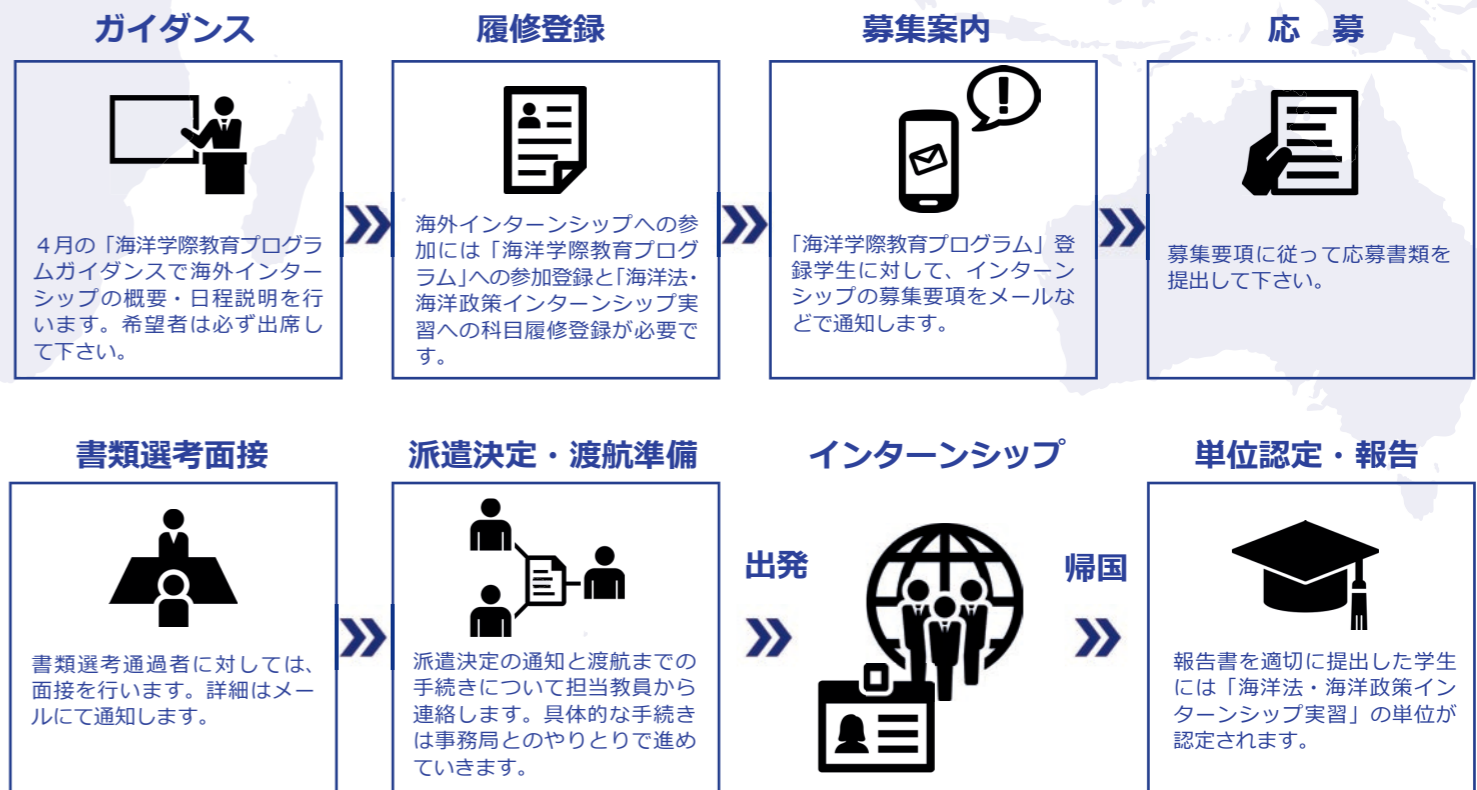 ガイダンス
４月の「海洋学際教育プログラ
ムガイダンスで海外インター
シップの概要・日程説明を行
います。希望者は必ず出席し
て下さい。
履修登録
海外インターンシップへの参
加には「海洋学際教育プログ
ラム」への参加登録と「海洋法・
海洋政策インターンシップ実
習への科目履修登録が必要で
す。
募集案内
「海洋学際教育プログラム」登
録学生に対して、インターン
シップの募集要項をメールな
どで通知します。
応　募
募集要項に従って応募書類を
提出して下さい。
書類選考面接
書類選考通過者に対しては、
面接を行います。詳細はメー
ルにて通知します。
派遣決定・渡航準備
派遣決定の通知と渡航までの
手続きについて担当教員から
連絡します。具体的な手続き
は事務局とのやりとりで進め
ていきます。
インターンシップ
出発
帰国
単位認定・報告
報告書を適切に提出した学生
には「海洋法・海洋政策イン
ターンシップ実習」の単位が
認定されます。